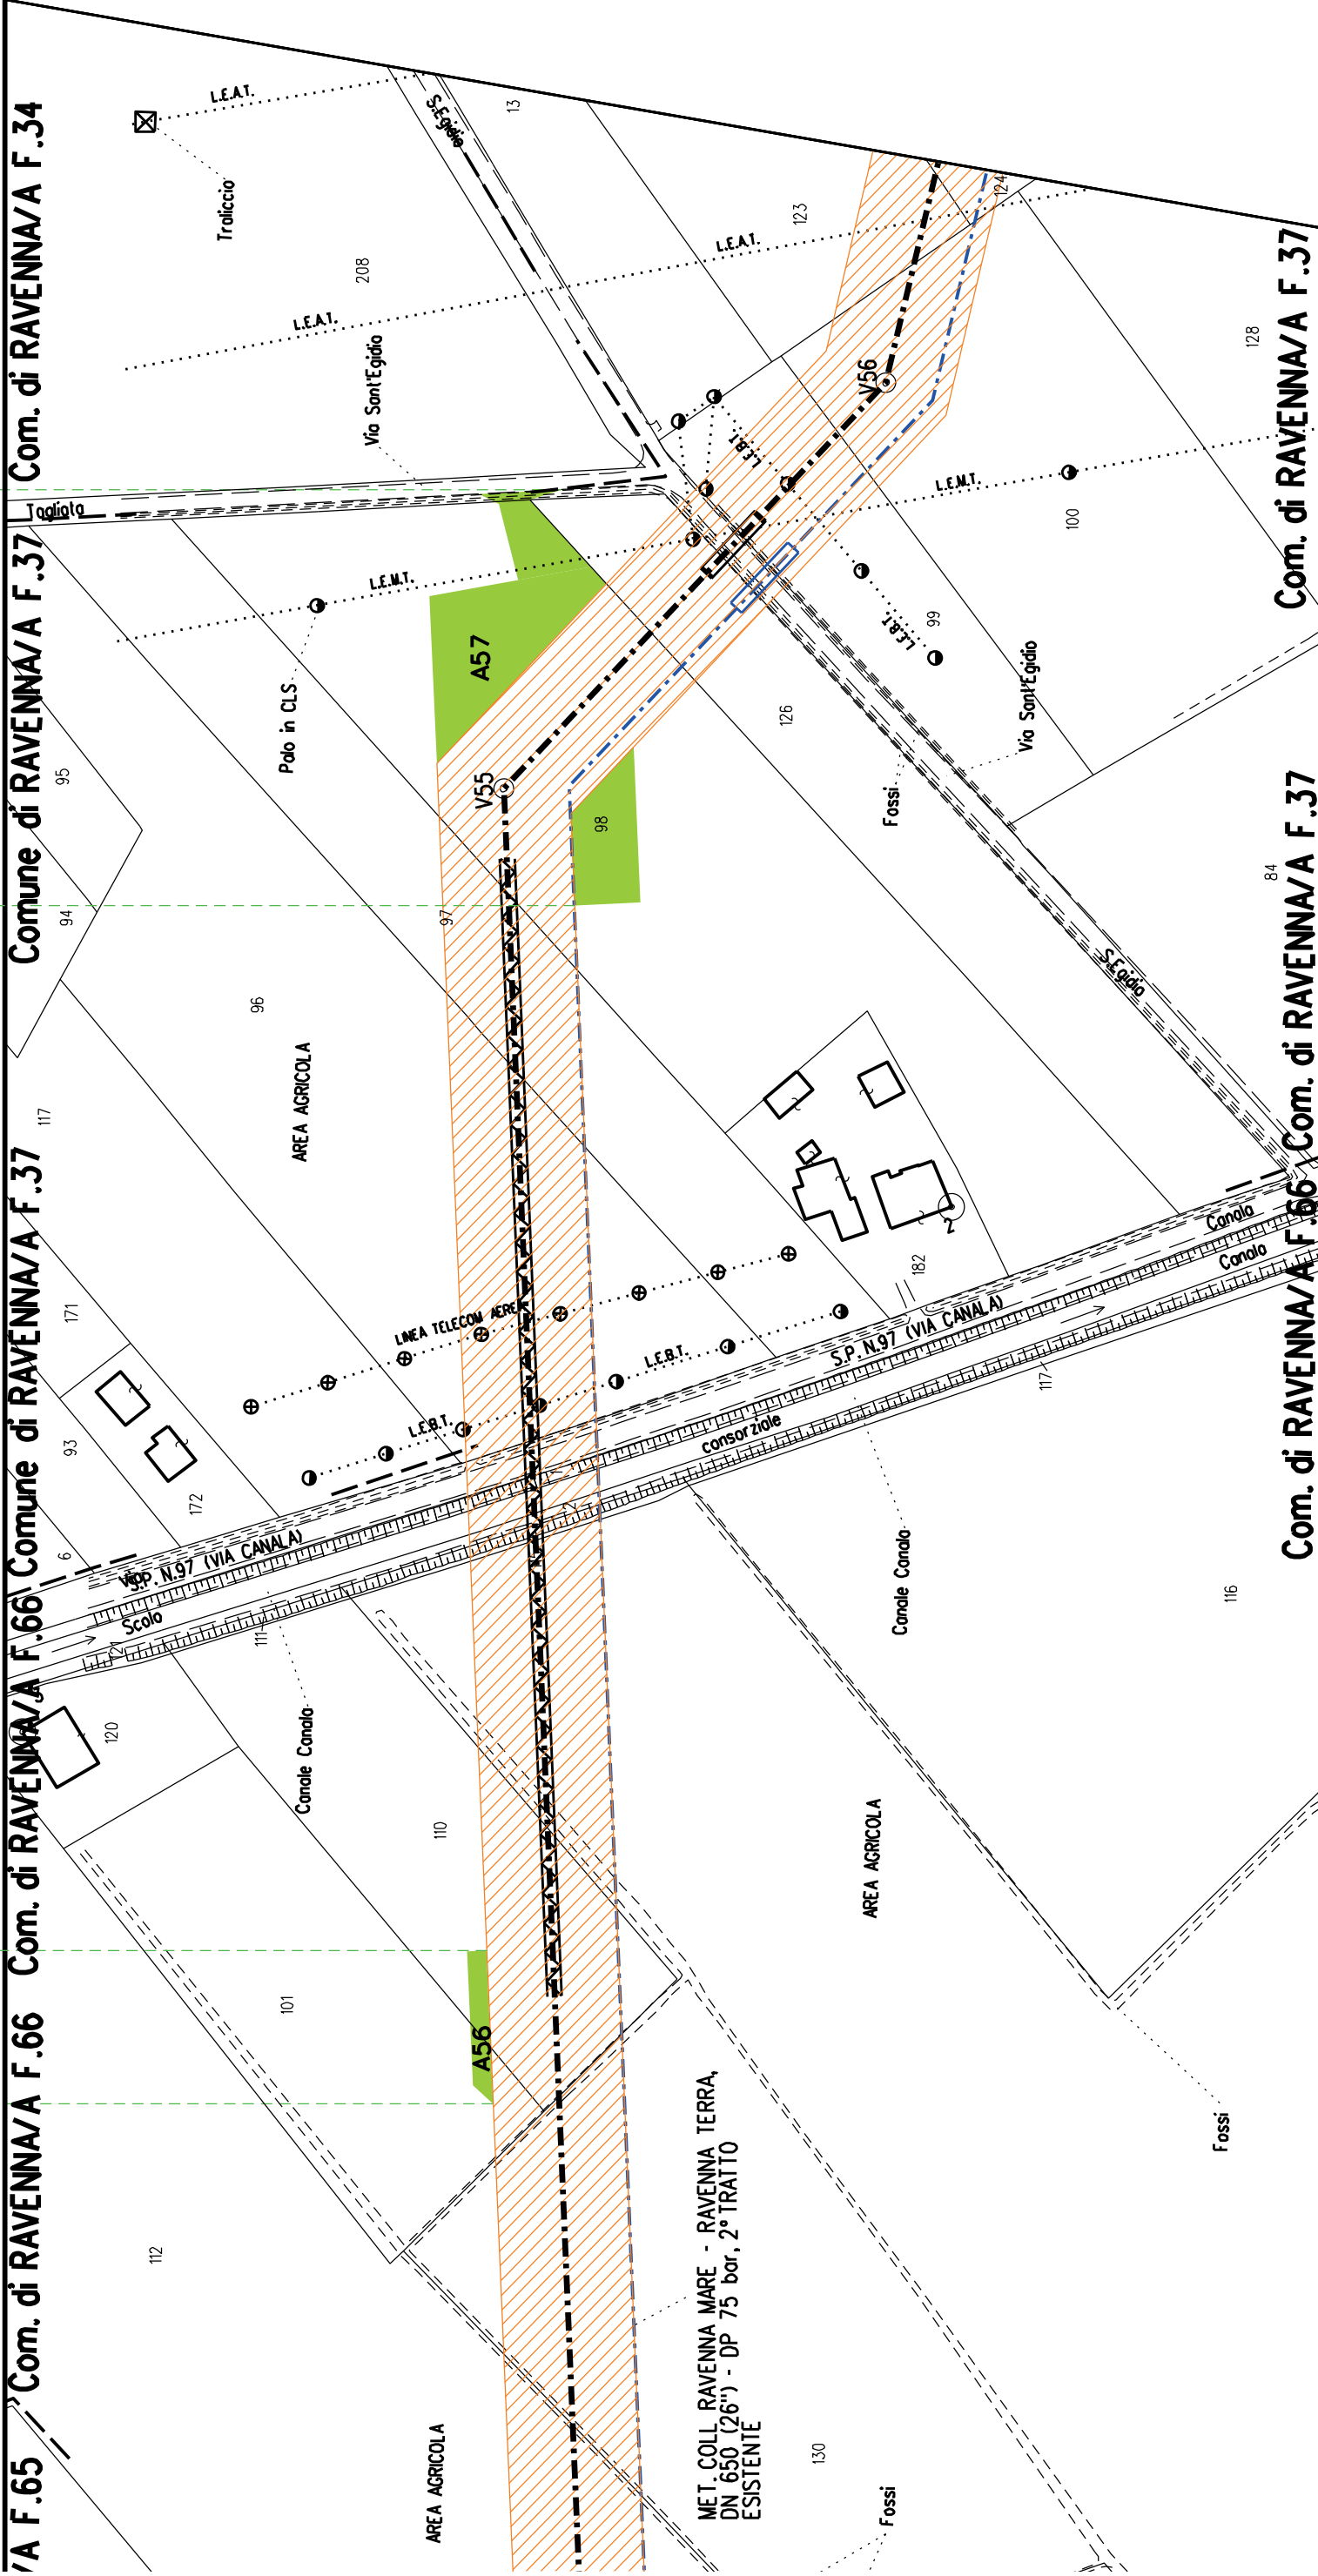 /A F.65
Com. di RAVENNA/A F.66
Com. di RAVENNA/A F.66
Comune di RAVENNA/A F.37
Comune di RAVENNA/A F.37
Com. di RAVENNA/A F.34
L.E.A.T.
Traliccio
208
L.E.A.T.
Via Sant'Egidio
S.Egidio
13
123
L.E.A.T.
124
128
Tagliata
L.E.M.T.
Palo in CLS
A57
V55
V56
L.E.B.T.
L.E.M.T.
100
99
L.E.B.T.
Via Sant'Egidio
126
Fossi
98
84
S.Egidio
95
94
97
96
AREA AGRICOLA
117
171
93
172
6
LINEA TELECOM AEREA
L.E.B.T.
L.E.B.T.
2
182
Canala
Canala
S.P. N.97 (VIA CANALA)
S.P. N.97 (VIA CANALA)
Via
Scolo
consorziale
117
111
121
120
Canale Canala
Canale Canala
110
116
AREA AGRICOLA
101
A56
112
Fossi
MET. COLL. RAVENNA MARE - RAVENNA TERRA,
DN 650 (26") - DP 75 bar, 2° TRATTO
ESISTENTE
AREA AGRICOLA
130
Fossi
Com. di RAVENNA/A F.66
Com. di RAVENNA/A F.37
Com. di RAVENNA/A F.37